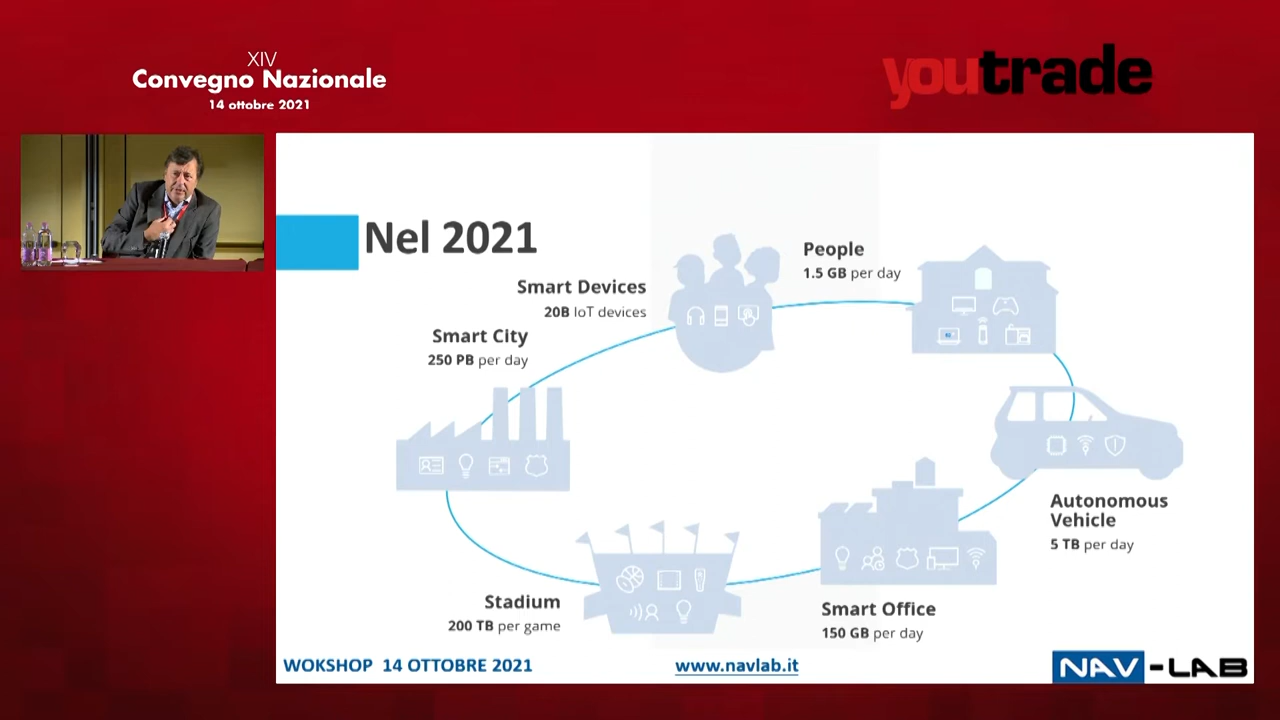 XIV
Convegno Nazionale
14 ottobre 2021
youtrade
Nel 2021
People
1.5 GB per day
Smart Devices
20B IoT devices
Smart City
250 PB per day
Autonomous
Vehicle
5 TB per day
Stadium
200 TB per game
Smart Office
150 GB per day
WOKSHOP 14 OTTOBRE 2021
www.navlab.it
NAV-LAB